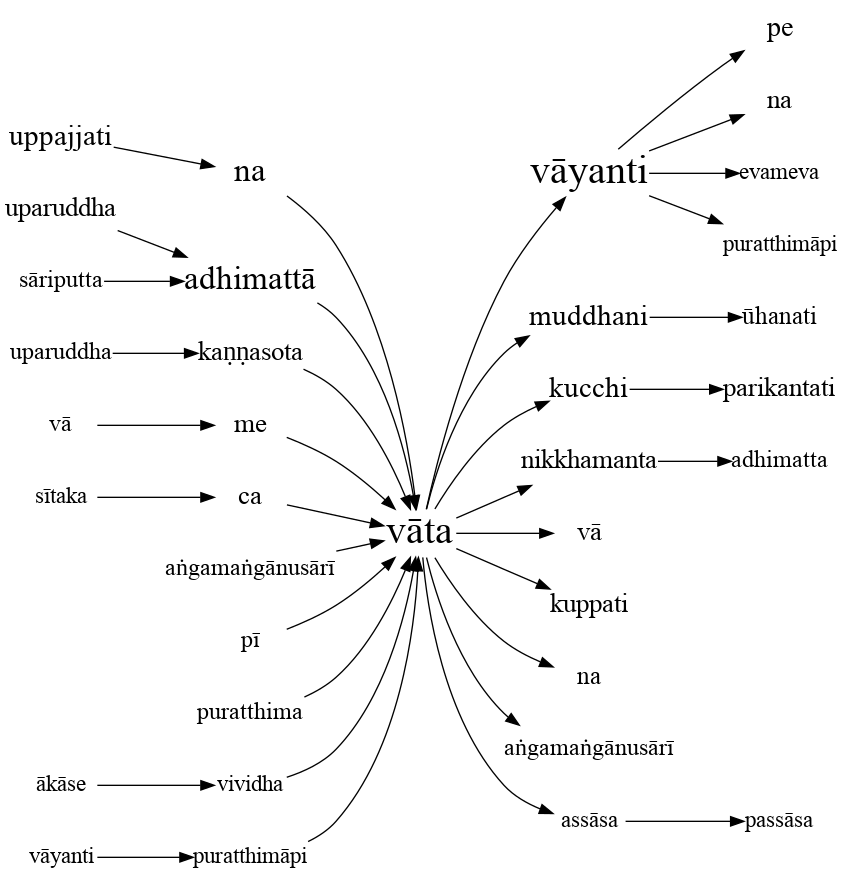 pe
na
uppajjati
na
vāyanti
evameva
uparuddha
puratthimāpi
sāriputta
adhimattā
muddhani
ūhanati
uparuddha
kaṇṇasota
kucchi
parikantati
vā
me
nikkhamanta
adhimatta
sītaka
ca
vāta
vā
aṅgamaṅgānusārī
kuppati
pī
na
puratthima
aṅgamaṅgānusārī
ākāse
vividha
assāsa
passāsa
vāyanti
puratthimāpi